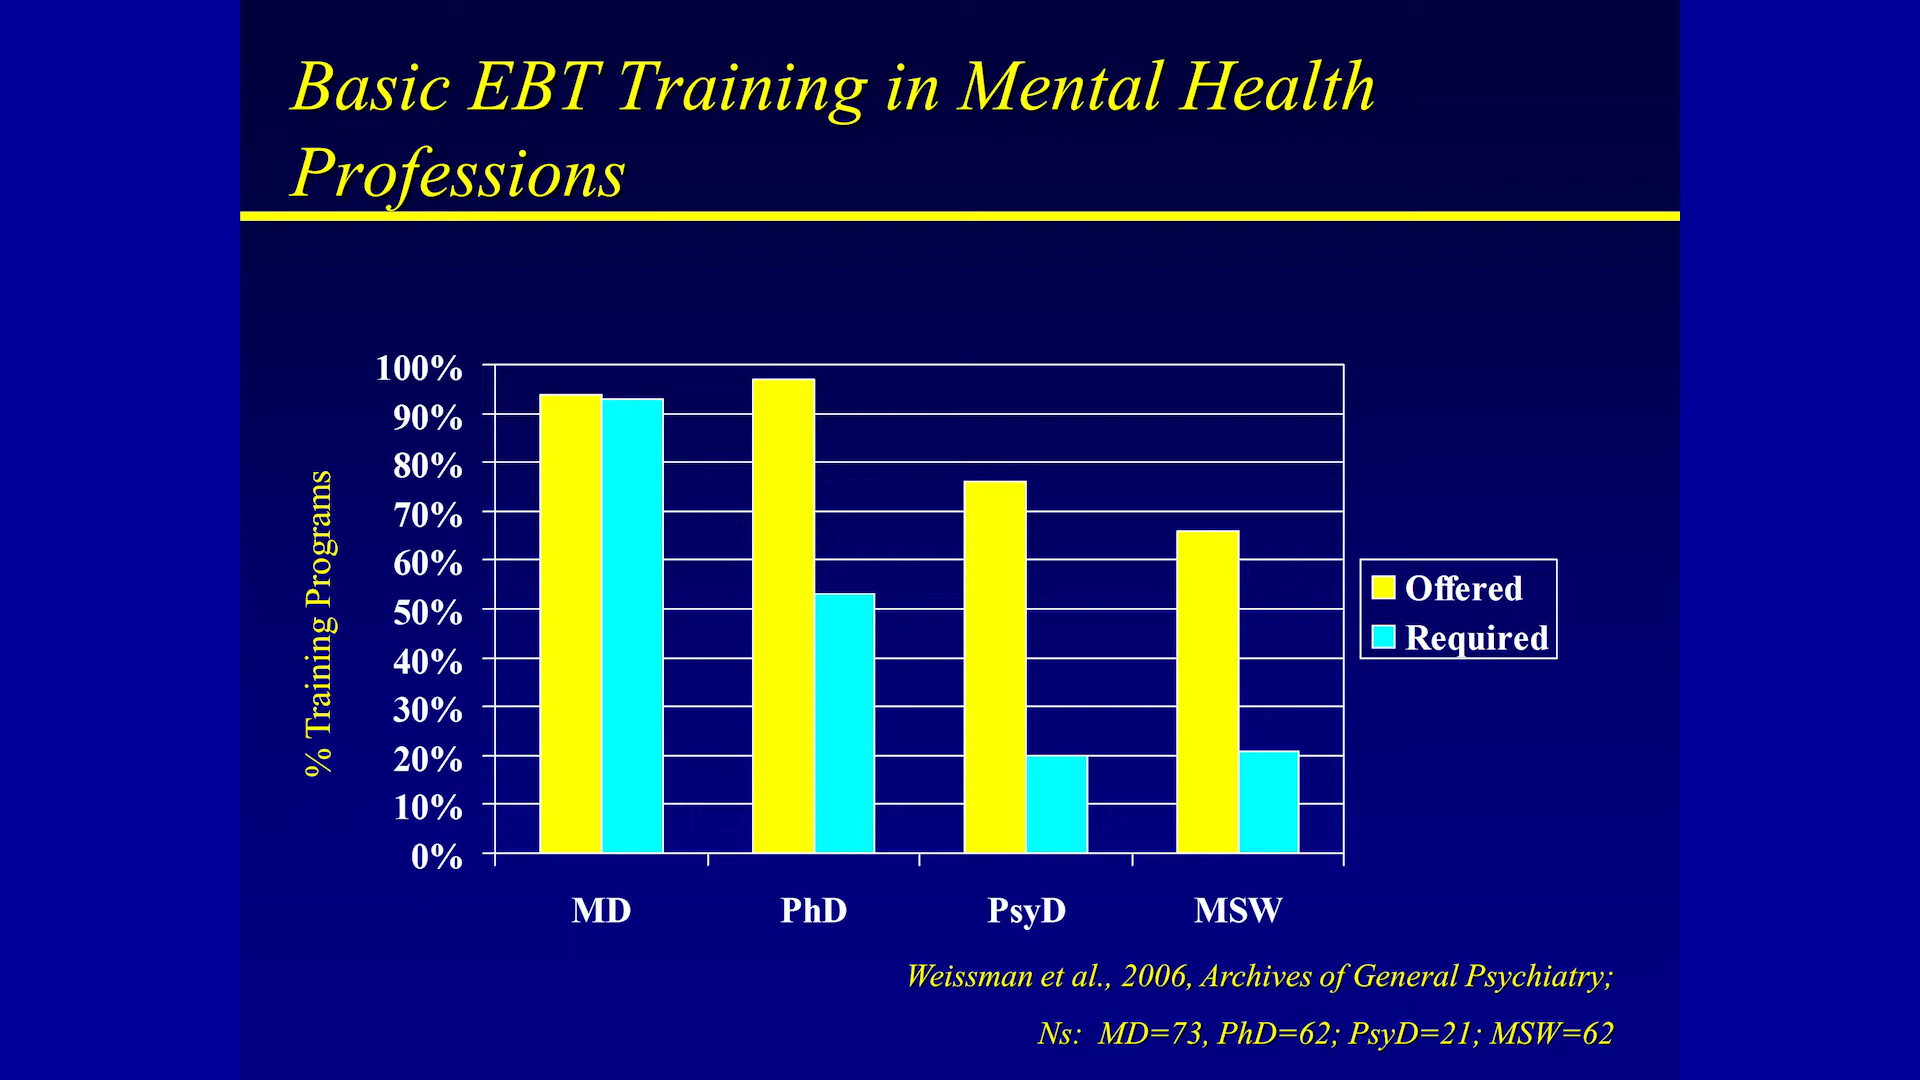 Basic EBT Training in Mental Health
Professions
% Training Programs
100%
90%
80%
70%
60%
50%
40%
30%
20%
10%
0%
MD PhD PsyD MSW
Offered
Required
Weissman et al., 2006, Archives of General Psychiatry;
Ns: MD=73, PhD=62; PsyD=21; MSW=62